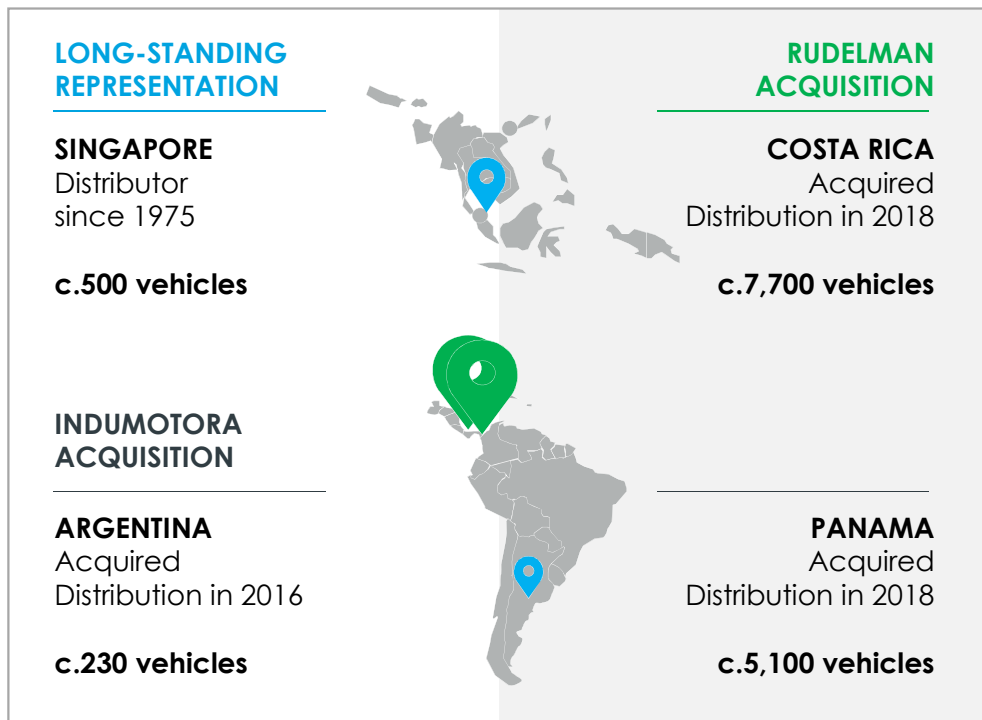 LONG-STANDING
REPRESENTATION
SINGAPORE
Distributor
since 1975
c.500 vehicles
INDUMOTORA
ACQUISITION
ARGENTINA
Acquired
Distribution in 2016
c.230 vehicles
RUDELMAN
ACQUISITION
COSTA RICA
Acquired
Distribution in 2018
c.7,700 vehicles
PANAMA
Acquired
Distribution in 2018
c.5,100 vehicles